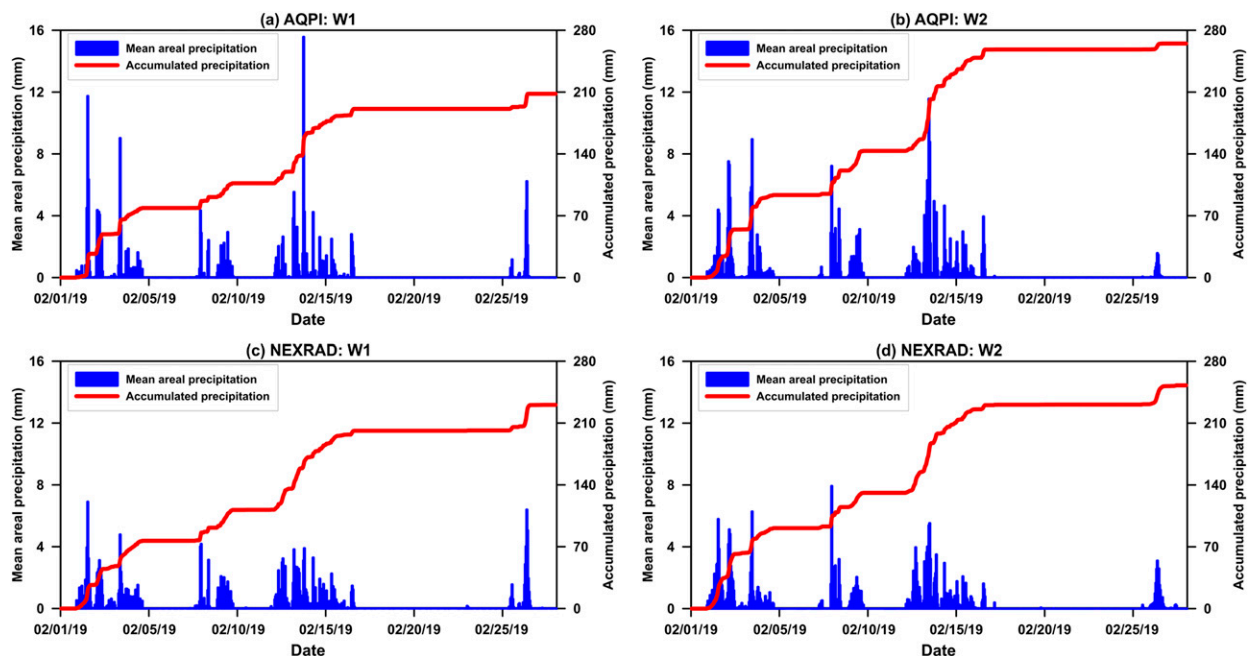 (a) AQPI: W1
Mean areal precipitation
Accumulated precipitation
Mean areal precipitation (mm)
16
12
8
4
0
280
210
140
70
0
Accumulated precipitation (mm)
02/01/19 02/05/19 02/10/19 02/15/19 02/20/19 02/25/19
Date
(b) AQPI: W2
Mean areal precipitation
Accumulated precipitation
Mean areal precipitation (mm)
16
12
8
4
0
280
210
140
70
0
Accumulated precipitation (mm)
02/01/19 02/05/19 02/10/19 02/15/19 02/20/19 02/25/19
Date
(c) NEXRAD: W1
Mean areal precipitation
Accumulated precipitation
Mean areal precipitation (mm)
16
12
8
4
0
280
210
140
70
0
Accumulated precipitation (mm)
02/01/19 02/05/19 02/10/19 02/15/19 02/20/19 02/25/19
Date
(d) NEXRAD: W2
Mean areal precipitation
Accumulated precipitation
Mean areal precipitation (mm)
16
12
8
4
0
280
210
140
70
0
Accumulated precipitation (mm)
02/01/19 02/05/19 02/10/19 02/15/19 02/20/19 02/25/19
Date